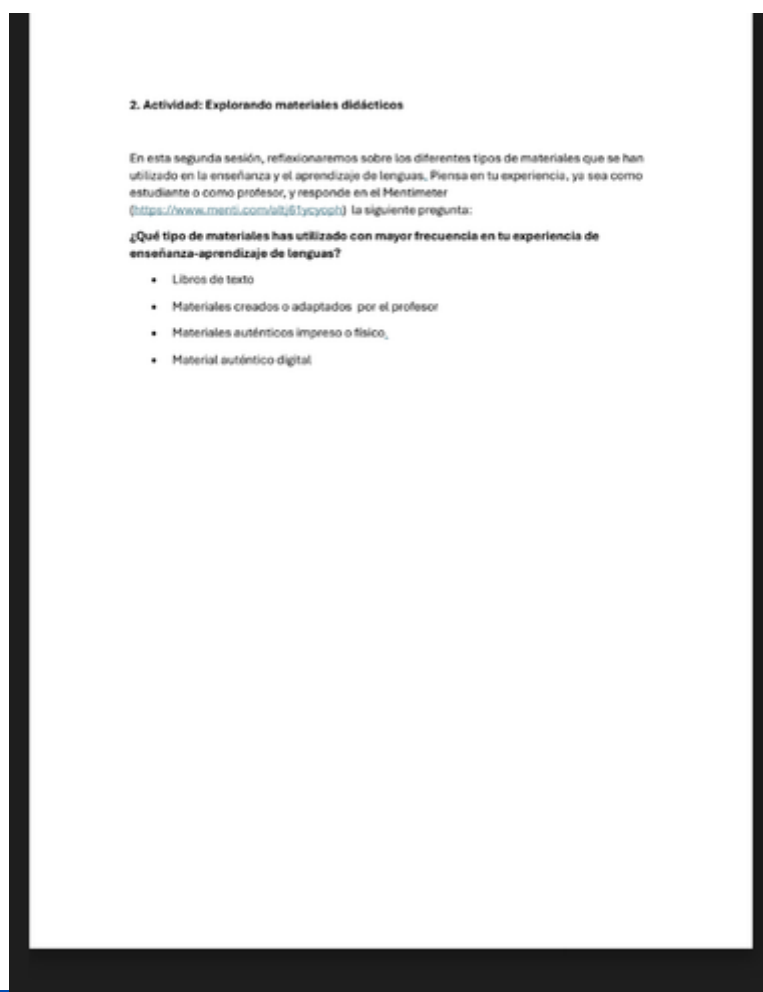 2. Actividad: Explorando materiales didácticos
En esta segunda sesión, reflexionaremos sobre los diferentes tipos de materiales que se han
utilizado en la enseñanza y el aprendizaje de lenguas. Piensa en tu experiencia, ya sea como
estudiante o como profesor, y responde en el Mentimeter
la siguiente pregunta:
¿Qué tipo de materiales has utilizado con mayor frecuencia en tu experiencia de
enseñanza-aprendizaje de lenguas?
• Libros de texto
• Materiales creados o adaptados por el profesor
• Materiales auténticos impreso o físico.
• Material auténtico digital